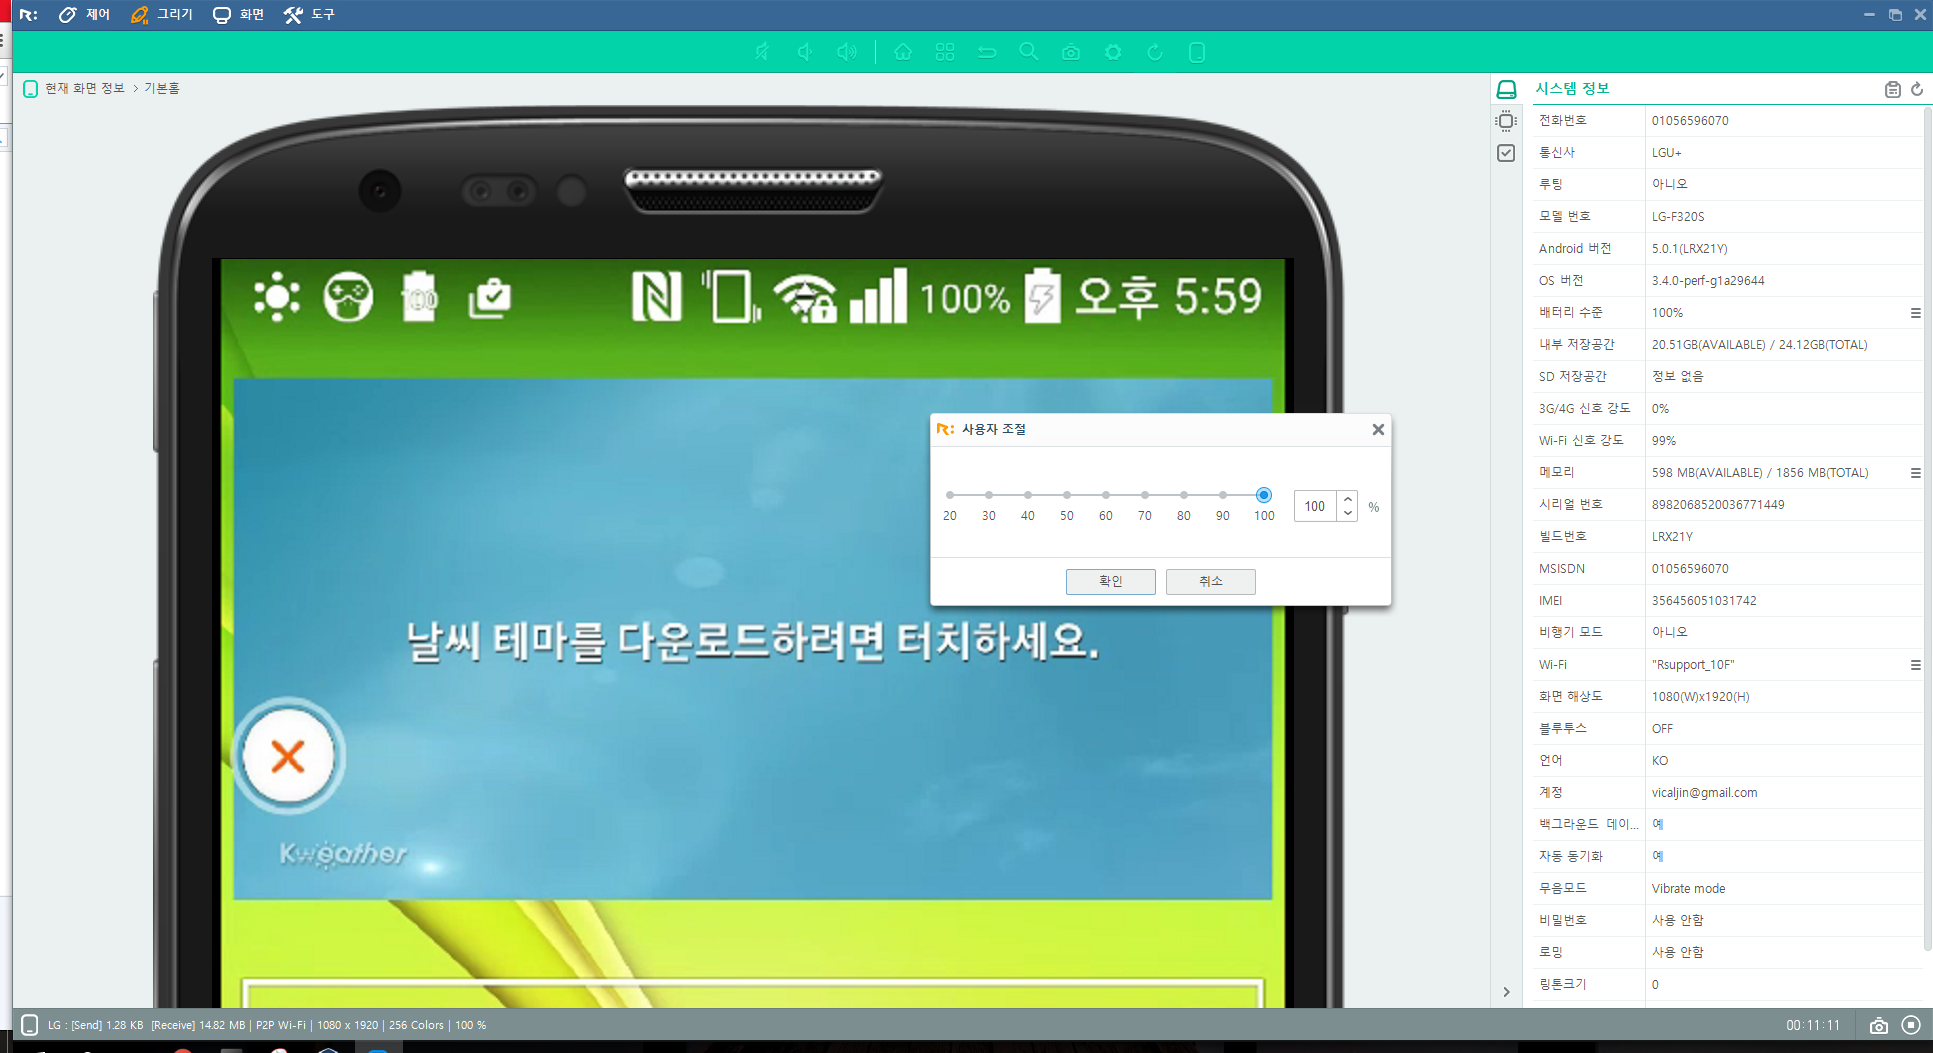 R: 제어 그리기 화면 도구
현재 화면 정보 > 기본홈
100% 오후 5:59
날씨 테마를 다운로드하려면 터치하세요.
Kweather
R: 사용자 조절
20 30 40 50 60 70 80 90 100
100 %
확인 취소
시스템 정보
전화번호 01056596070
통신사 LGU+
루팅 아니오
모델 번호 LG-F320S
Android 버전 5.0.1(LRX21Y)
OS 버전 3.4.0-perf-g1a29644
배터리 수준 100%
내부 저장공간 20.51GB(AVAILABLE) / 24.12GB(TOTAL)
SD 저장공간 정보 없음
3G/4G 신호 강도 0%
Wi-Fi 신호 강도 99%
메모리 598 MB(AVAILABLE) / 1856 MB(TOTAL)
시리얼 번호 8982068520036771449
빌드번호 LRX21Y
MSISDN 01056596070
IMEI 356456051031742
비행기 모드 아니오
Wi-Fi "Rsupport_10F"
화면 해상도 1080(W)x1920(H)
블루투스 OFF
언어 KO
계정 vicaljin@gmail.com
백그라운드 데이... 예
자동 동기화 예
무음모드 Vibrate mode
비밀번호 사용 안함
로밍 사용 안함
링톤크기 0
LG : [Send] 1.28 KB [Receive] 14.82 MB | P2P Wi-Fi | 1080 x 1920 | 256 Colors | 100 %
00:11:11